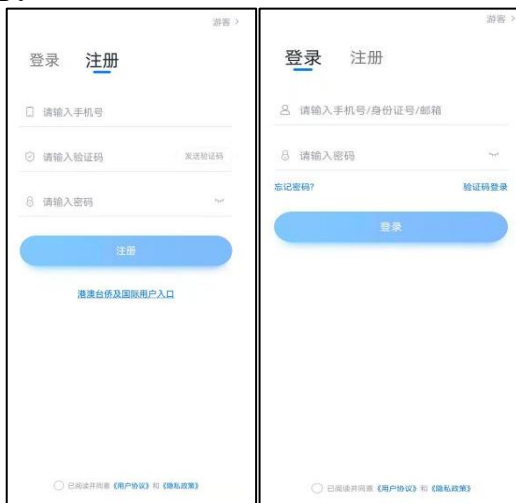 游客 >
登录 注册
请输入手机号
请输入验证码 发送验证码
请输入密码
注册
港澳台侨及国际用户入口
已阅读并同意《用户协议》和《隐私政策》
游客 >
登录 注册
请输入手机号/身份证号/邮箱
请输入密码
忘记密码? 验证码登录
登录
已阅读并同意《用户协议》和《隐私政策》